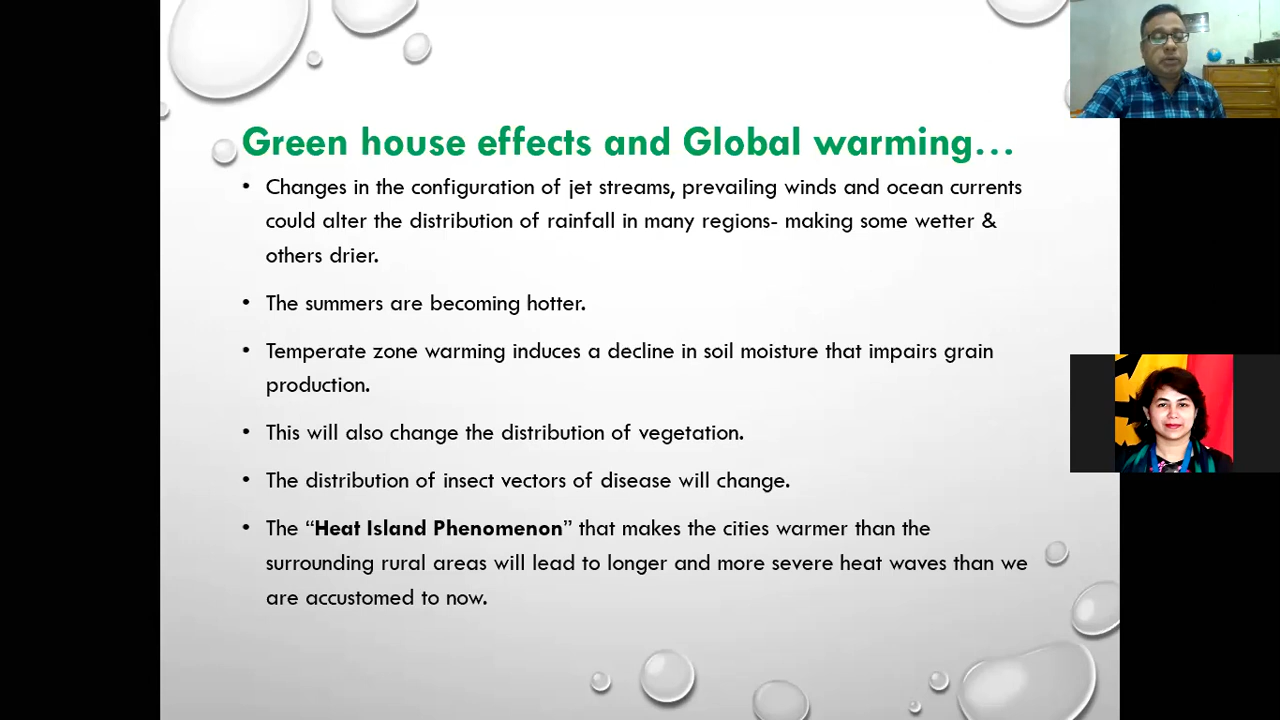 Green house effects and Global warming...
• Changes in the configuration of jet streams, prevailing winds and ocean currents
could alter the distribution of rainfall in many regions- making some wetter &
others drier.
• The summers are becoming hotter.
• Temperate zone warming induces a decline in soil moisture that impairs grain
production.
• This will also change the distribution of vegetation.
• The distribution of insect vectors of disease will change.
• The “Heat Island Phenomenon” that makes the cities warmer than the
surrounding rural areas will lead to longer and more severe heat waves than we
are accustomed to now.